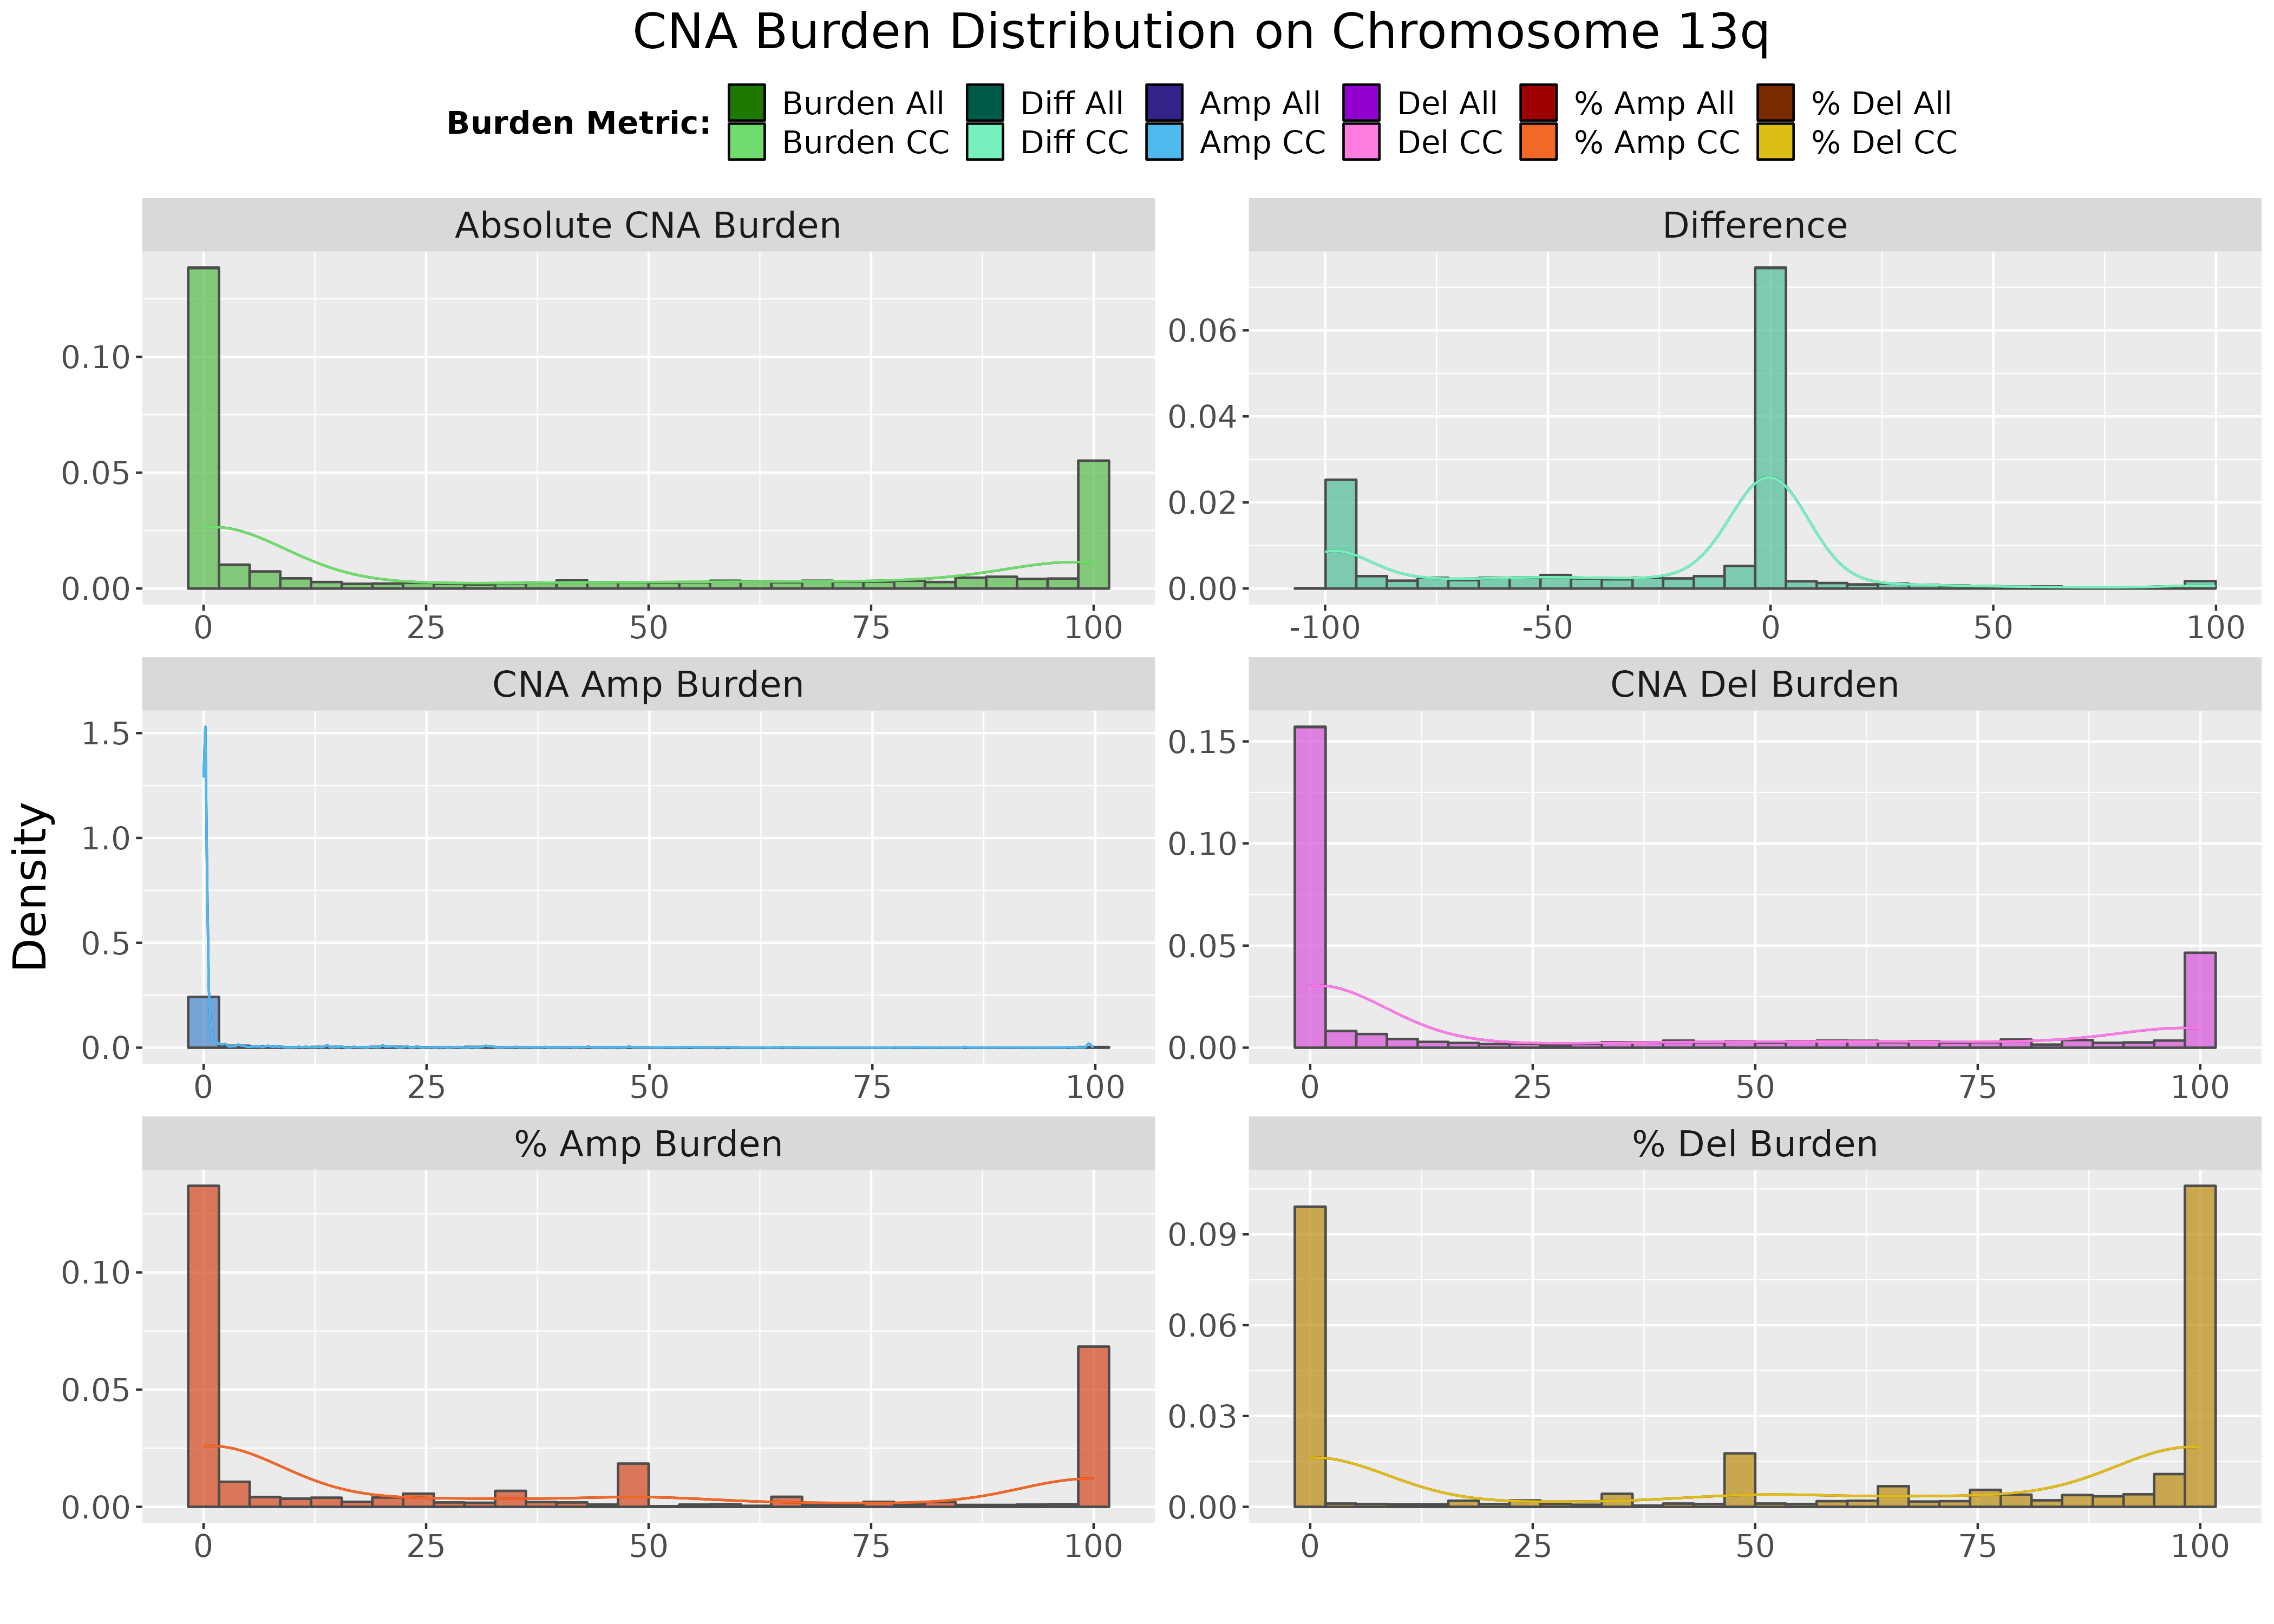 CNA Burden Distribution on Chromosome 13q
Burden Metric:
Burden All Diff All Amp All Del All % Amp All % Del All
Burden CC Diff CC Amp CC Del CC % Amp CC % Del CC
Absolute CNA Burden
0.10
0.05
0.00
0 25 50 75 100
Difference
0.06
0.04
0.02
0.00
-100 -50 0 50 100
Density
CNA Amp Burden
1.5
1.0
0.5
0.0
0 25 50 75 100
CNA Del Burden
0.15
0.10
0.05
0.00
0 25 50 75 100
% Amp Burden
0.10
0.05
0.00
0 25 50 75 100
% Del Burden
0.09
0.06
0.03
0.00
0 25 50 75 100